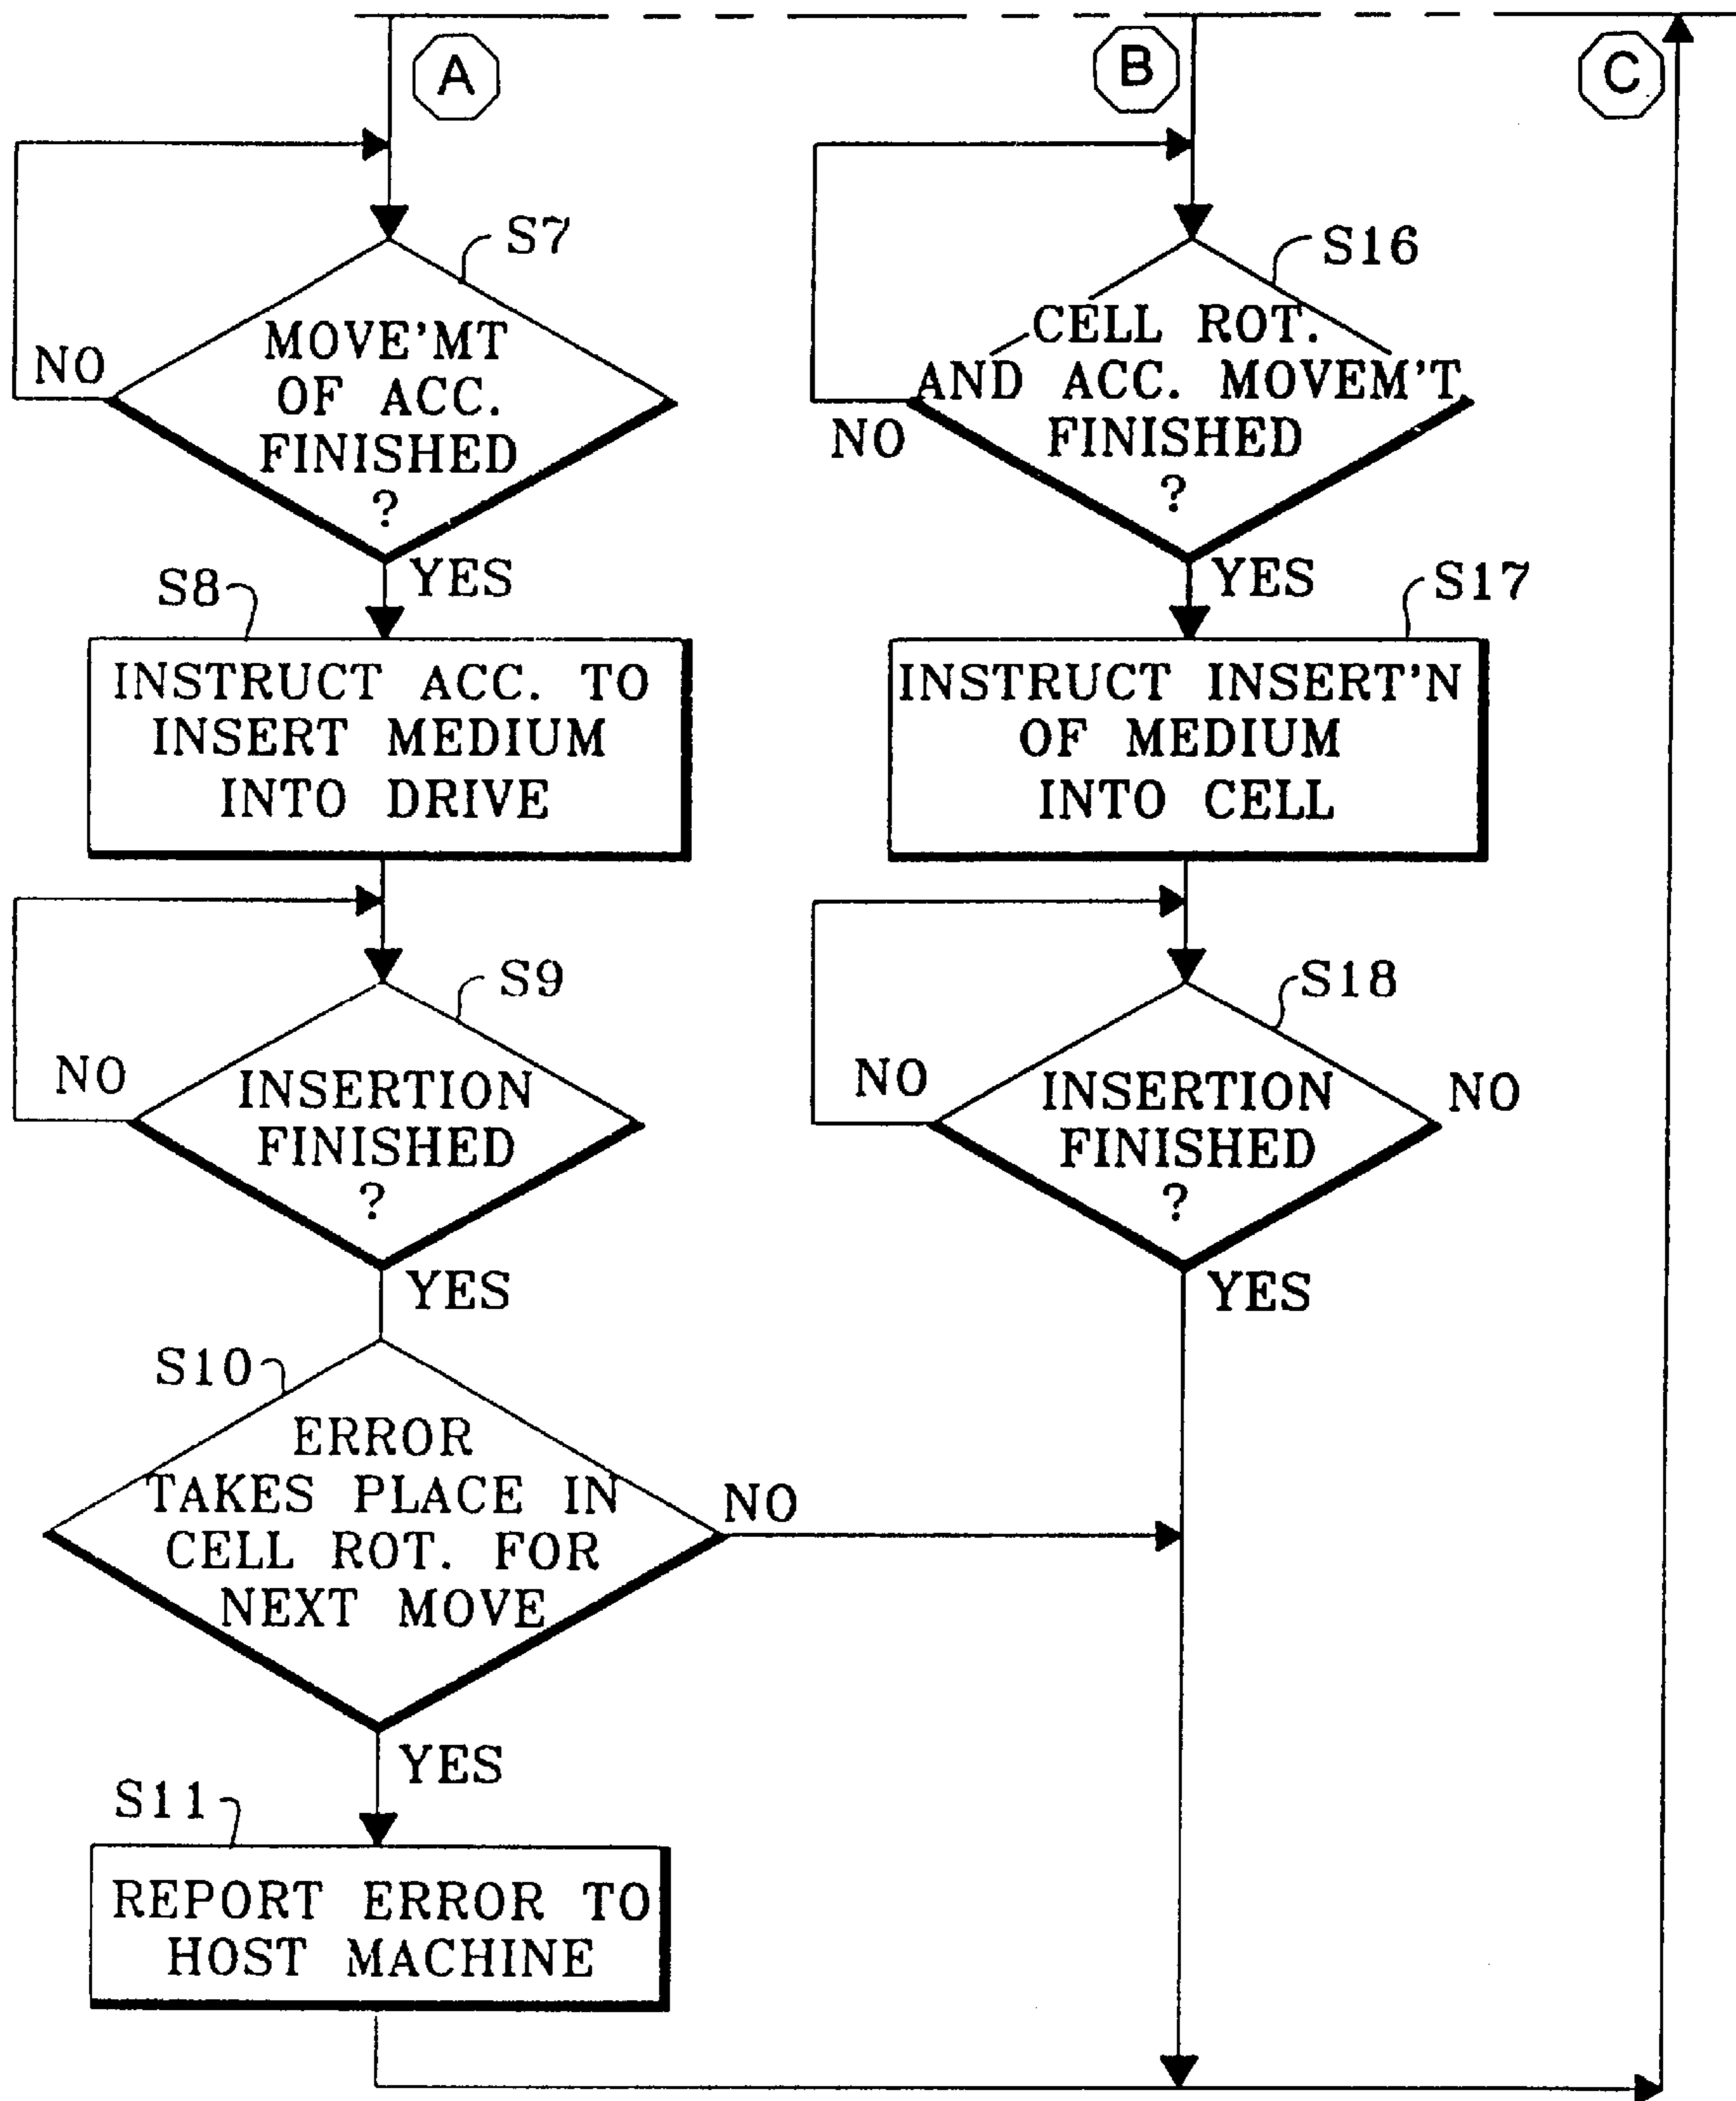 A
B
C
S7
MOVE'MT
OF ACC.
FINISHED
?
NO
YES
S8
INSTRUCT ACC. TO
INSERT MEDIUM
INTO DRIVE
S9
INSERTION
FINISHED
?
NO
YES
S10
ERROR
TAKES PLACE IN
CELL ROT. FOR
NEXT MOVE
NO
YES
S11
REPORT ERROR TO
HOST MACHINE
S16
CELL ROT.
AND ACC. MOVEM'T
FINISHED
?
NO
YES
S17
INSTRUCT INSERT'N
OF MEDIUM
INTO CELL
S18
INSERTION
FINISHED
?
NO
NO
YES